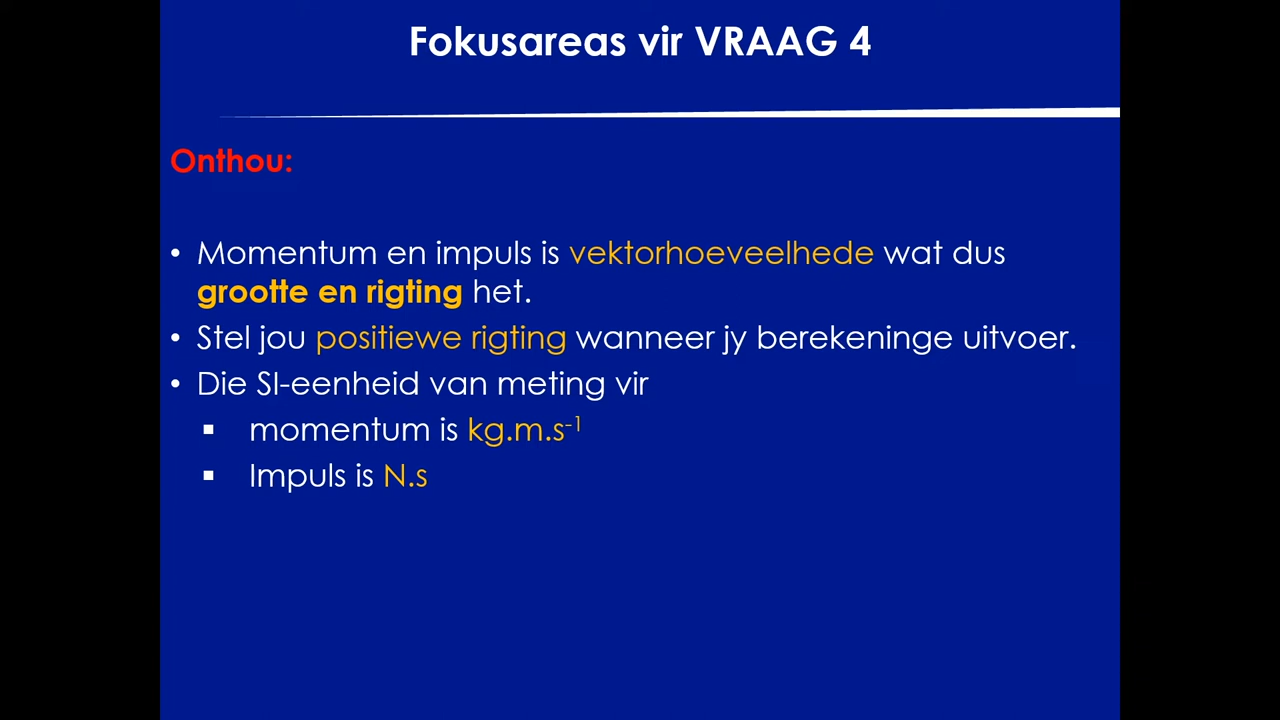 Fokusareas vir VRAAG 4
Onthou:
• Momentum en impuls is vektorhoeveelhede wat dus
grootte en rigting het.
• Stel jou positiewe rigting wanneer jy berekeninge uitvoer.
• Die SI-eenheid van meting vir
▪ momentum is kg.m.s⁻¹
▪ Impuls is N.s